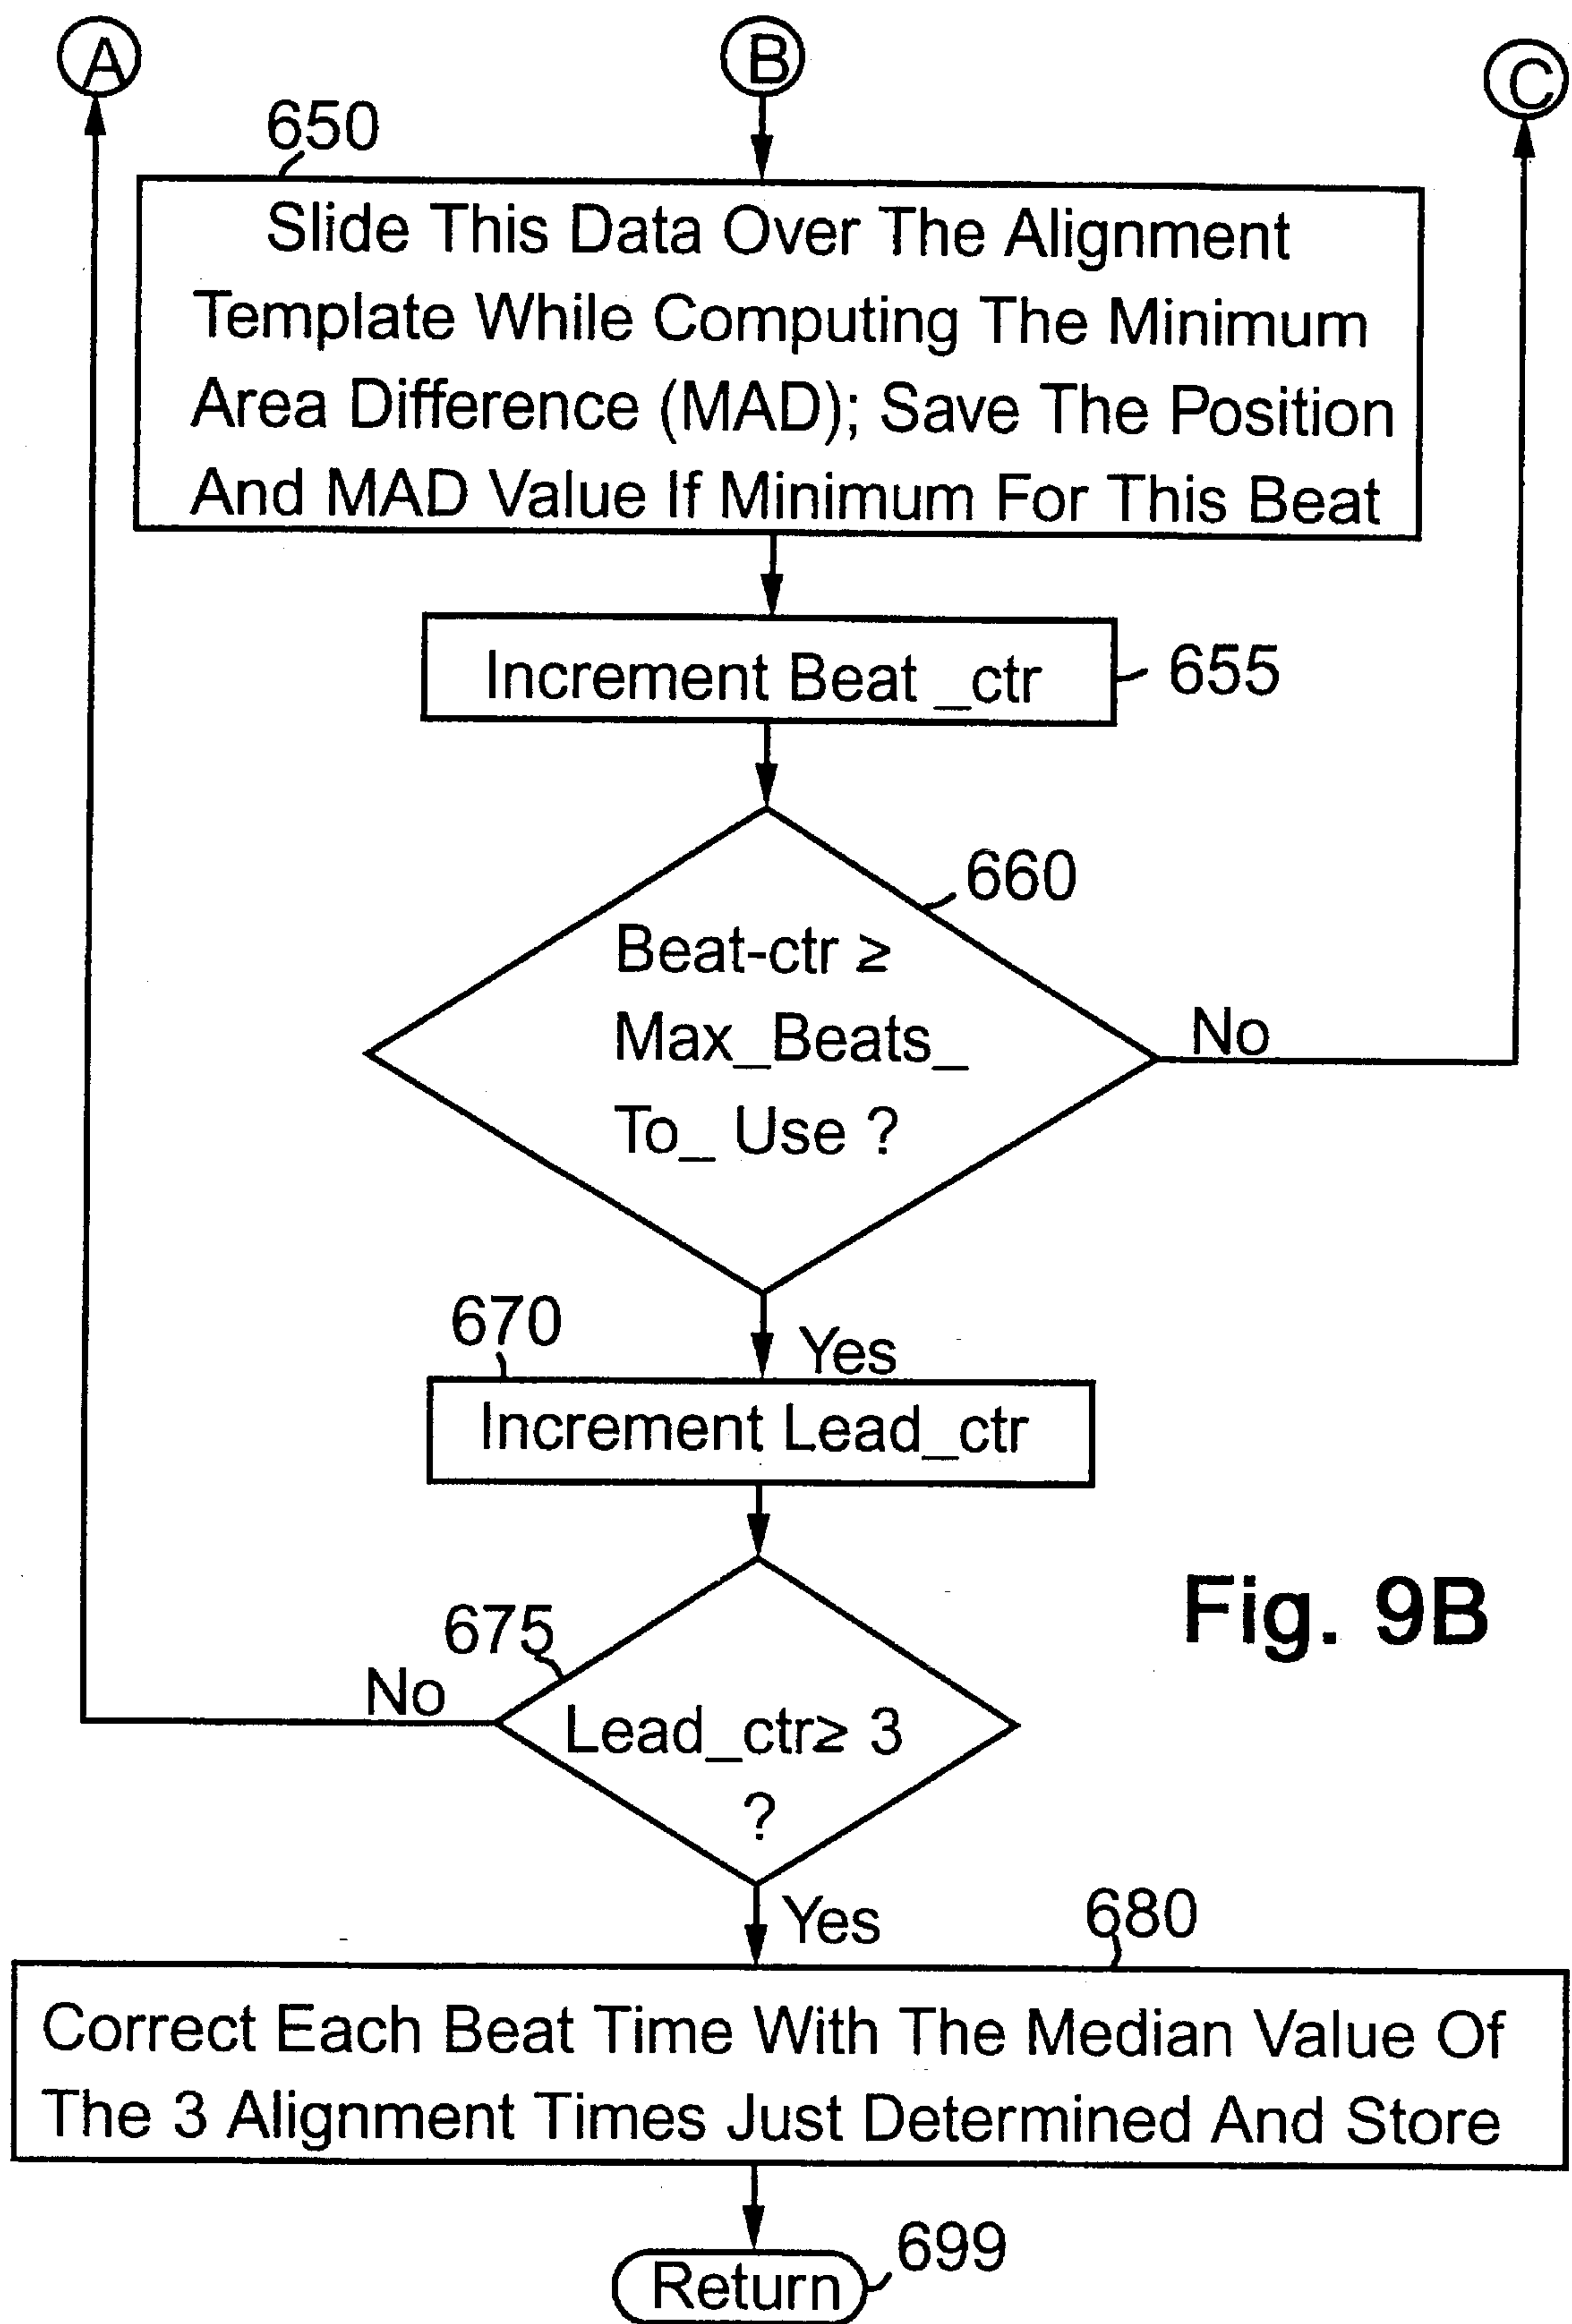 A
B
C
650
Slide This Data Over The Alignment
Template While Computing The Minimum
Area Difference (MAD); Save The Position
And MAD Value If Minimum For This Beat
Increment Beat _ctr
655
660
Beat-ctr ≥
Max_Beats_
To_ Use ?
No
Yes
670
Increment Lead_ctr
675
No
Lead_ctr≥ 3
?
Fig. 9B
Yes
680
Correct Each Beat Time With The Median Value Of
The 3 Alignment Times Just Determined And Store
Return
699